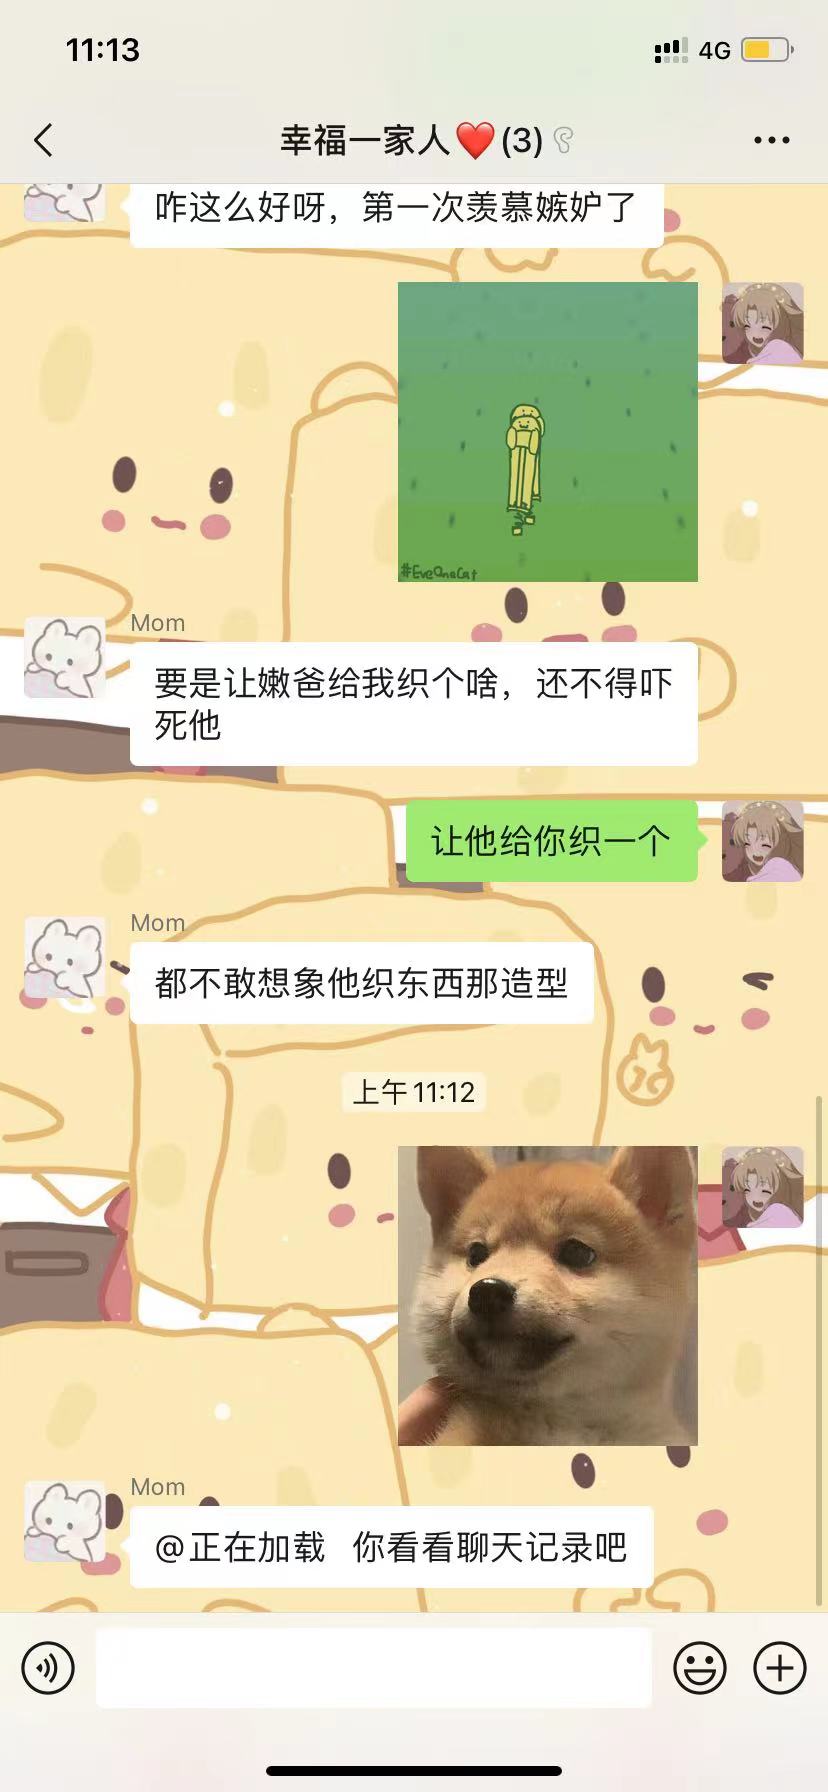 11:13
4G
幸福一家人❤️(3)
咋这么好呀，第一次羡慕嫉妒了
#EveOneCat
Mom
要是让嫩爸给我织个啥，还不得吓
死他
让他给你织一个
Mom
都不敢想象他织东西那造型
上午11:12
Mom
@正在加载 你看看聊天记录吧